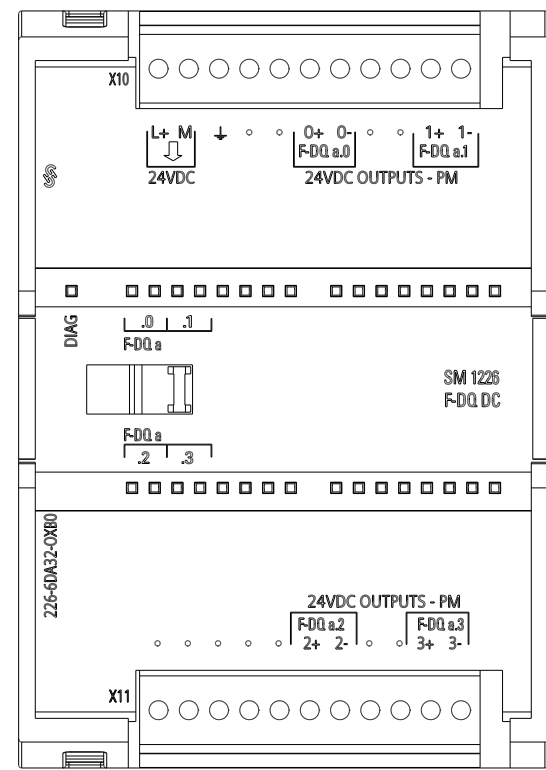 X10
L+ M 0+ 0- 1+ 1-
F-DQ a.0 F-DQ a.1
24VDC 24VDC OUTPUTS - PM
DIAG
.0 .1
F-DQ a
SM 1226
F-DQ DC
F-DQ a
.2 .3
226-6DA32-0XB0
24VDC OUTPUTS - PM
F-DQ a.2 F-DQ a.3
2+ 2- 3+ 3-
X11